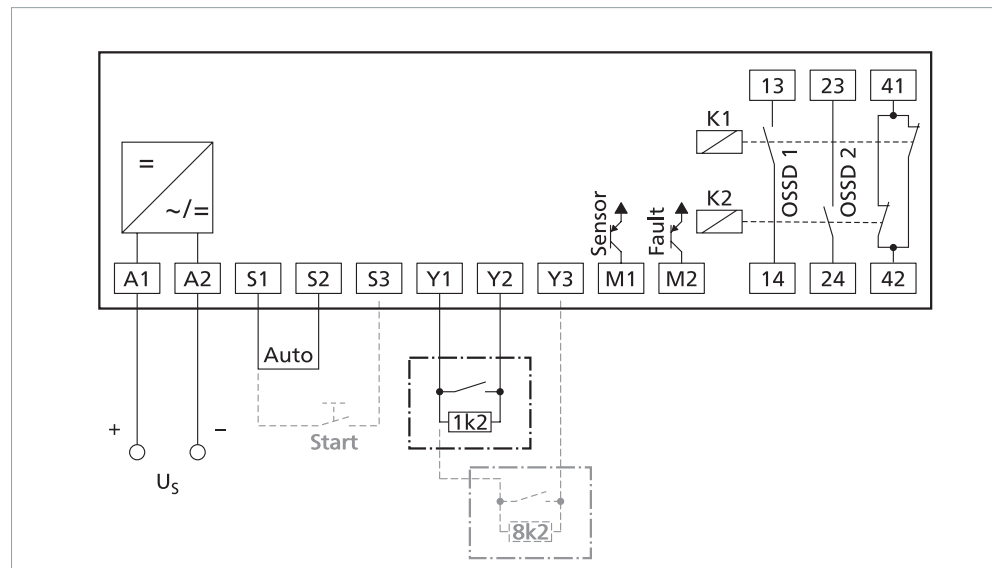 13 23 41
K1
OSSD 1
OSSD 2
=
~/=
K2
Sensor
Fault
A1 A2 S1 S2 S3 Y1 Y2 Y3 M1 M2 14 24 42
Auto
1k2
Start
+ −
US
8k2